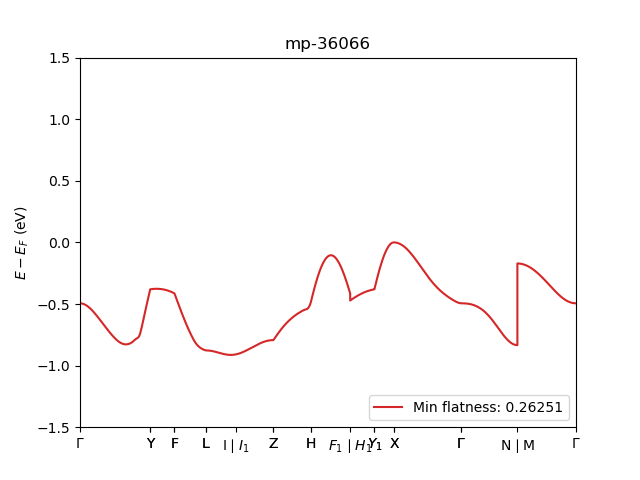 mp-36066
1.5
1.0
0.5
0.0
−0.5
−1.0
−1.5
E − E_F (eV)
Min flatness: 0.26251
Γ Y F L I | I₁ Z H F₁ | H₁ Y₁ X Γ N | M Γ